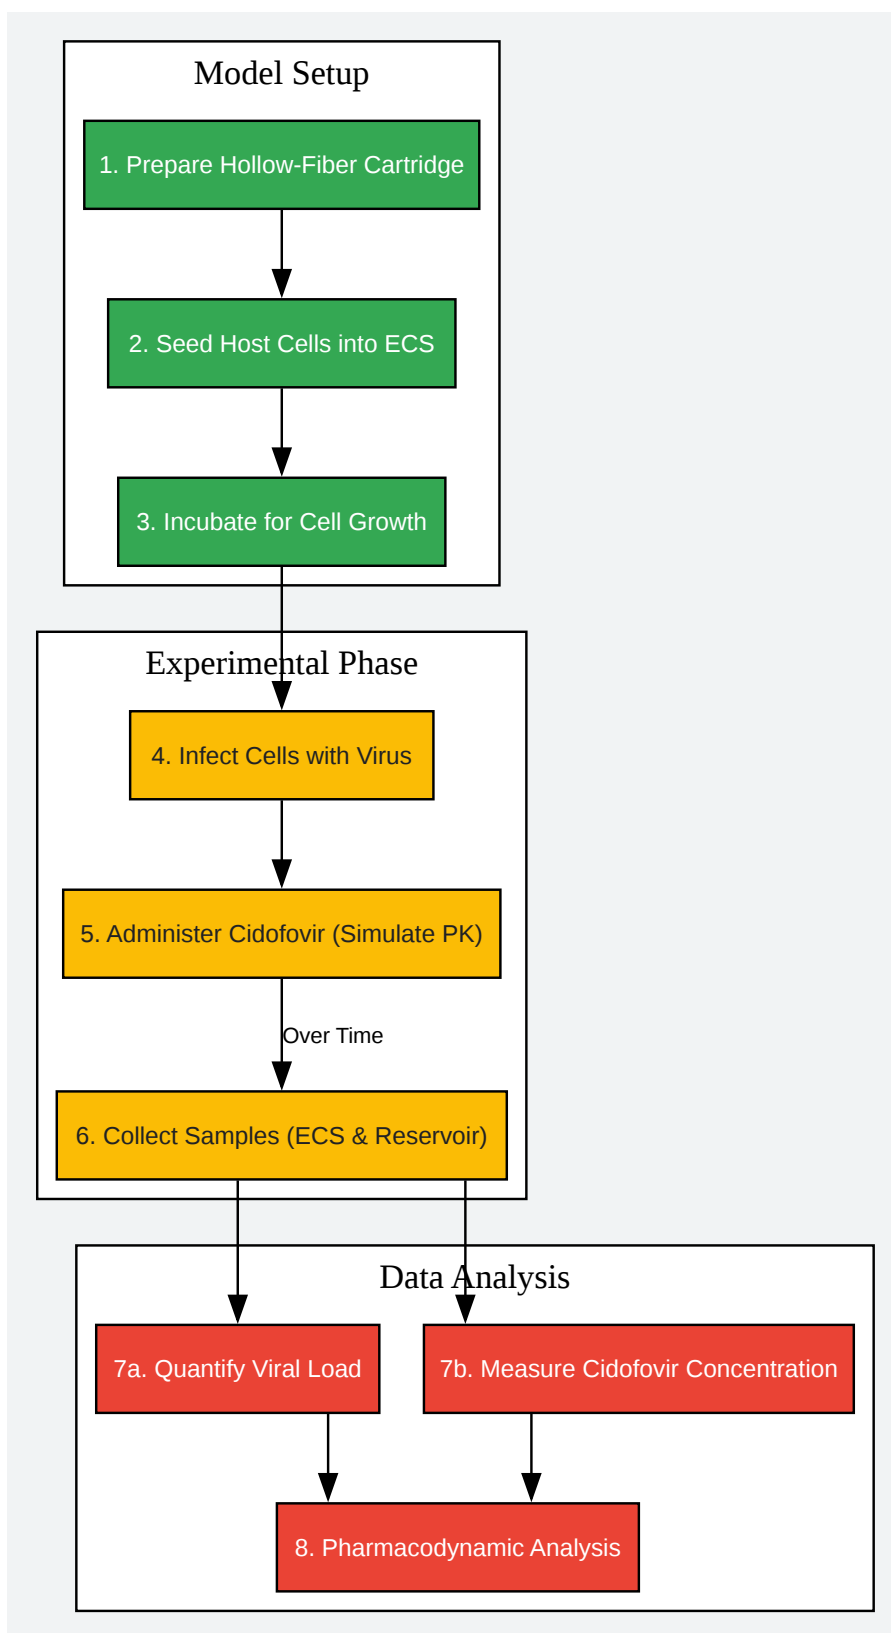 Model Setup
1. Prepare Hollow-Fiber Cartridge
2. Seed Host Cells into ECS
3. Incubate for Cell Growth
Experimental Phase
4. Infect Cells with Virus
5. Administer Cidofovir (Simulate PK)
Over Time
6. Collect Samples (ECS & Reservoir)
Data Analysis
7a. Quantify Viral Load
7b. Measure Cidofovir Concentration
8. Pharmacodynamic Analysis